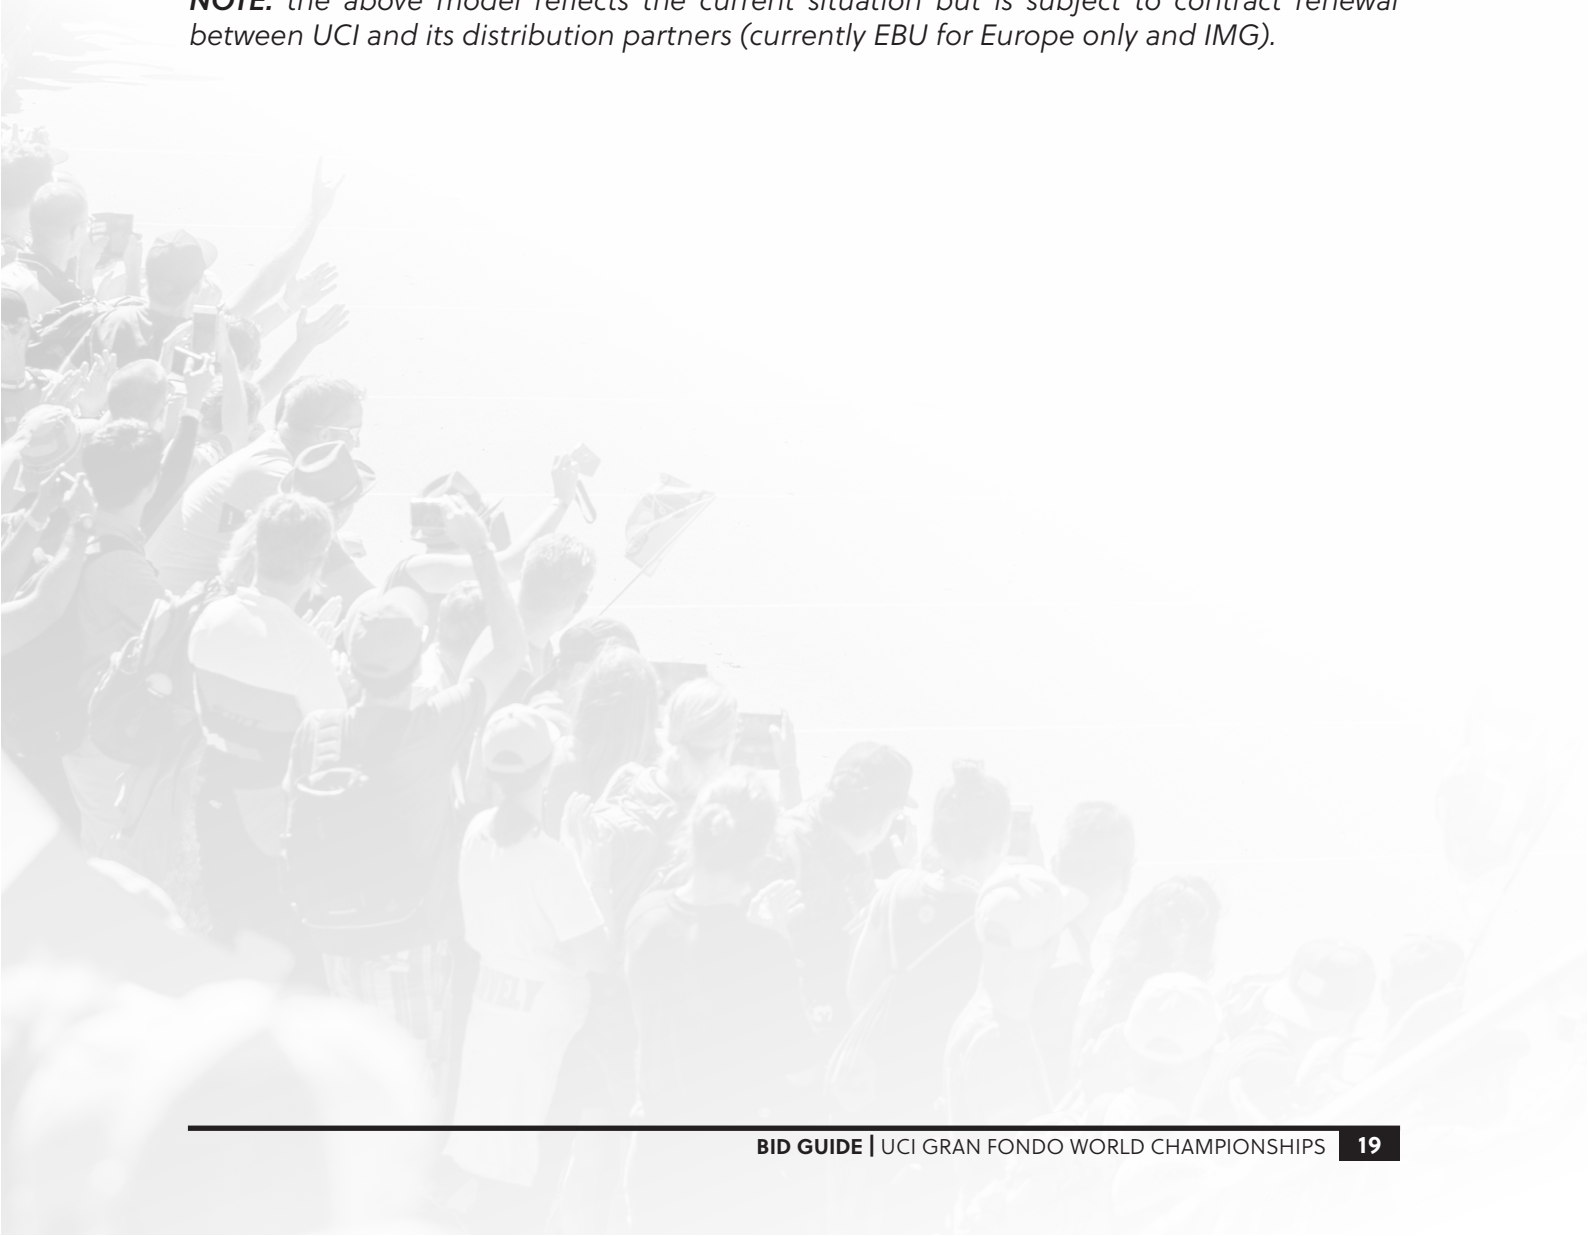 NOTE: the above model reflects the current situation but is subject to contract renewal
between UCI and its distribution partners (currently EBU for Europe only and IMG).
BID GUIDE | UCI GRAN FONDO WORLD CHAMPIONSHIPS 19